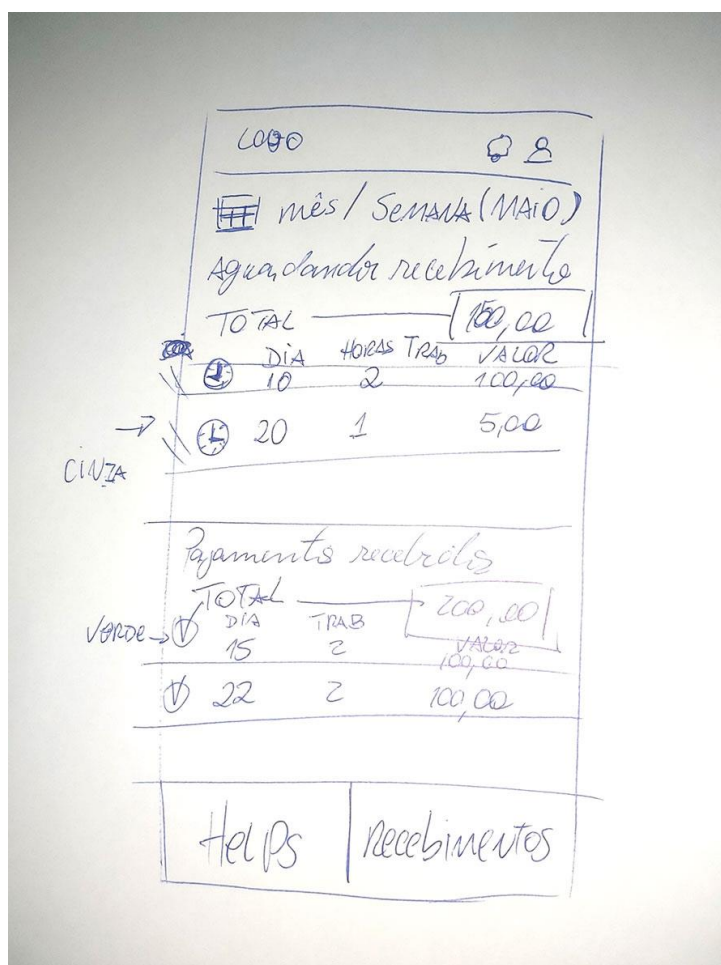 LOGO
mês / SEMANA (MAIO)
Aguardando recebimento
TOTAL 150,00
DIA HORAS TRAB VALOR
10 2 100,00
20 1 5,00
CINZA
Pagamentos recebidos
TOTAL 200,00
DIA TRAB VALOR
VERDE 15 2 100,00
22 2 100,00
Helps Recebimentos